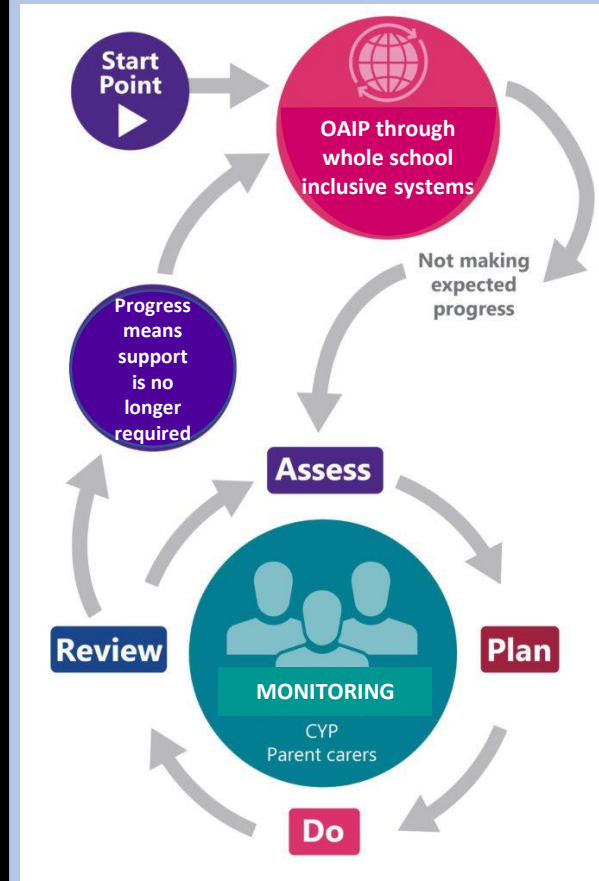 Start
Point
OAIP through
whole school
inclusive systems
Not making
expected
progress
Progress
means
support
is no
longer
required
Assess
Review
Plan
MONITORING
CYP
Parent carers
Do